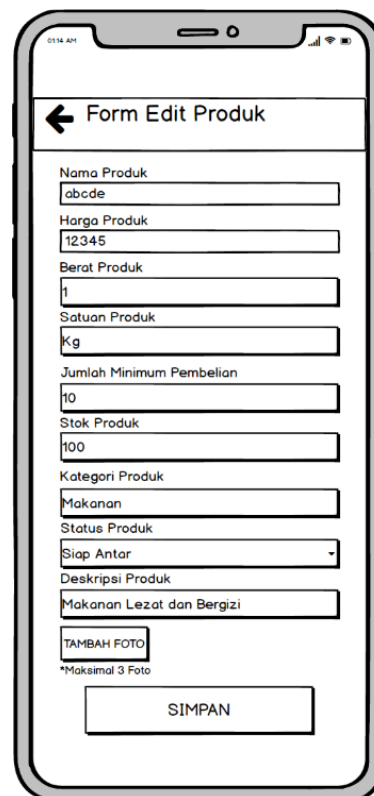 01:14 AM
Form Edit Produk
Nama Produk
abcde
Harga Produk
12345
Berat Produk
1
Satuan Produk
Kg
Jumlah Minimum Pembelian
10
Stok Produk
100
Kategori Produk
Makanan
Status Produk
Siap Antar
Deskripsi Produk
Makanan Lezat dan Bergizi
TAMBAH FOTO
*Maksimal 3 Foto
SIMPAN